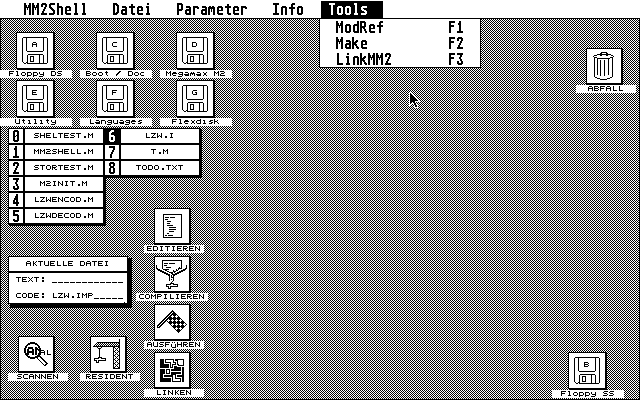 MM2Shell Datei Parameter Info Tools
ModRef F1
Make F2
LinkMM2 F3
A C D
Floppy DS Boot / Doc Megamax M2
ABFALL
E F G
Utility Languages Flexdisk
0 SHELTEST.M 6 LZW.I
1 MM2SHELL.M 7 T.M
2 STORTEST.M 8 TODO.TXT
3 M2INIT.M
4 LZWENCOD.M
5 LZWDECOD.M
EDITIEREN
AKTUELLE DATEI
TEXT: ____________
CODE: LZW.IMP_____
COMPILIEREN
AUSFÜHREN
SCANNEN RESIDENT
LINKEN
B
Floppy SS